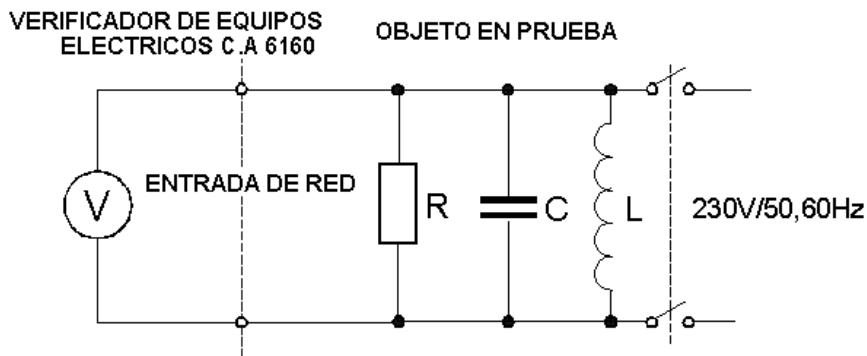 VERIFICADOR DE EQUIPOS
ELECTRICOS C.A 6160
OBJETO EN PRUEBA
ENTRADA DE RED
V
R
C
L
230V/50,60Hz